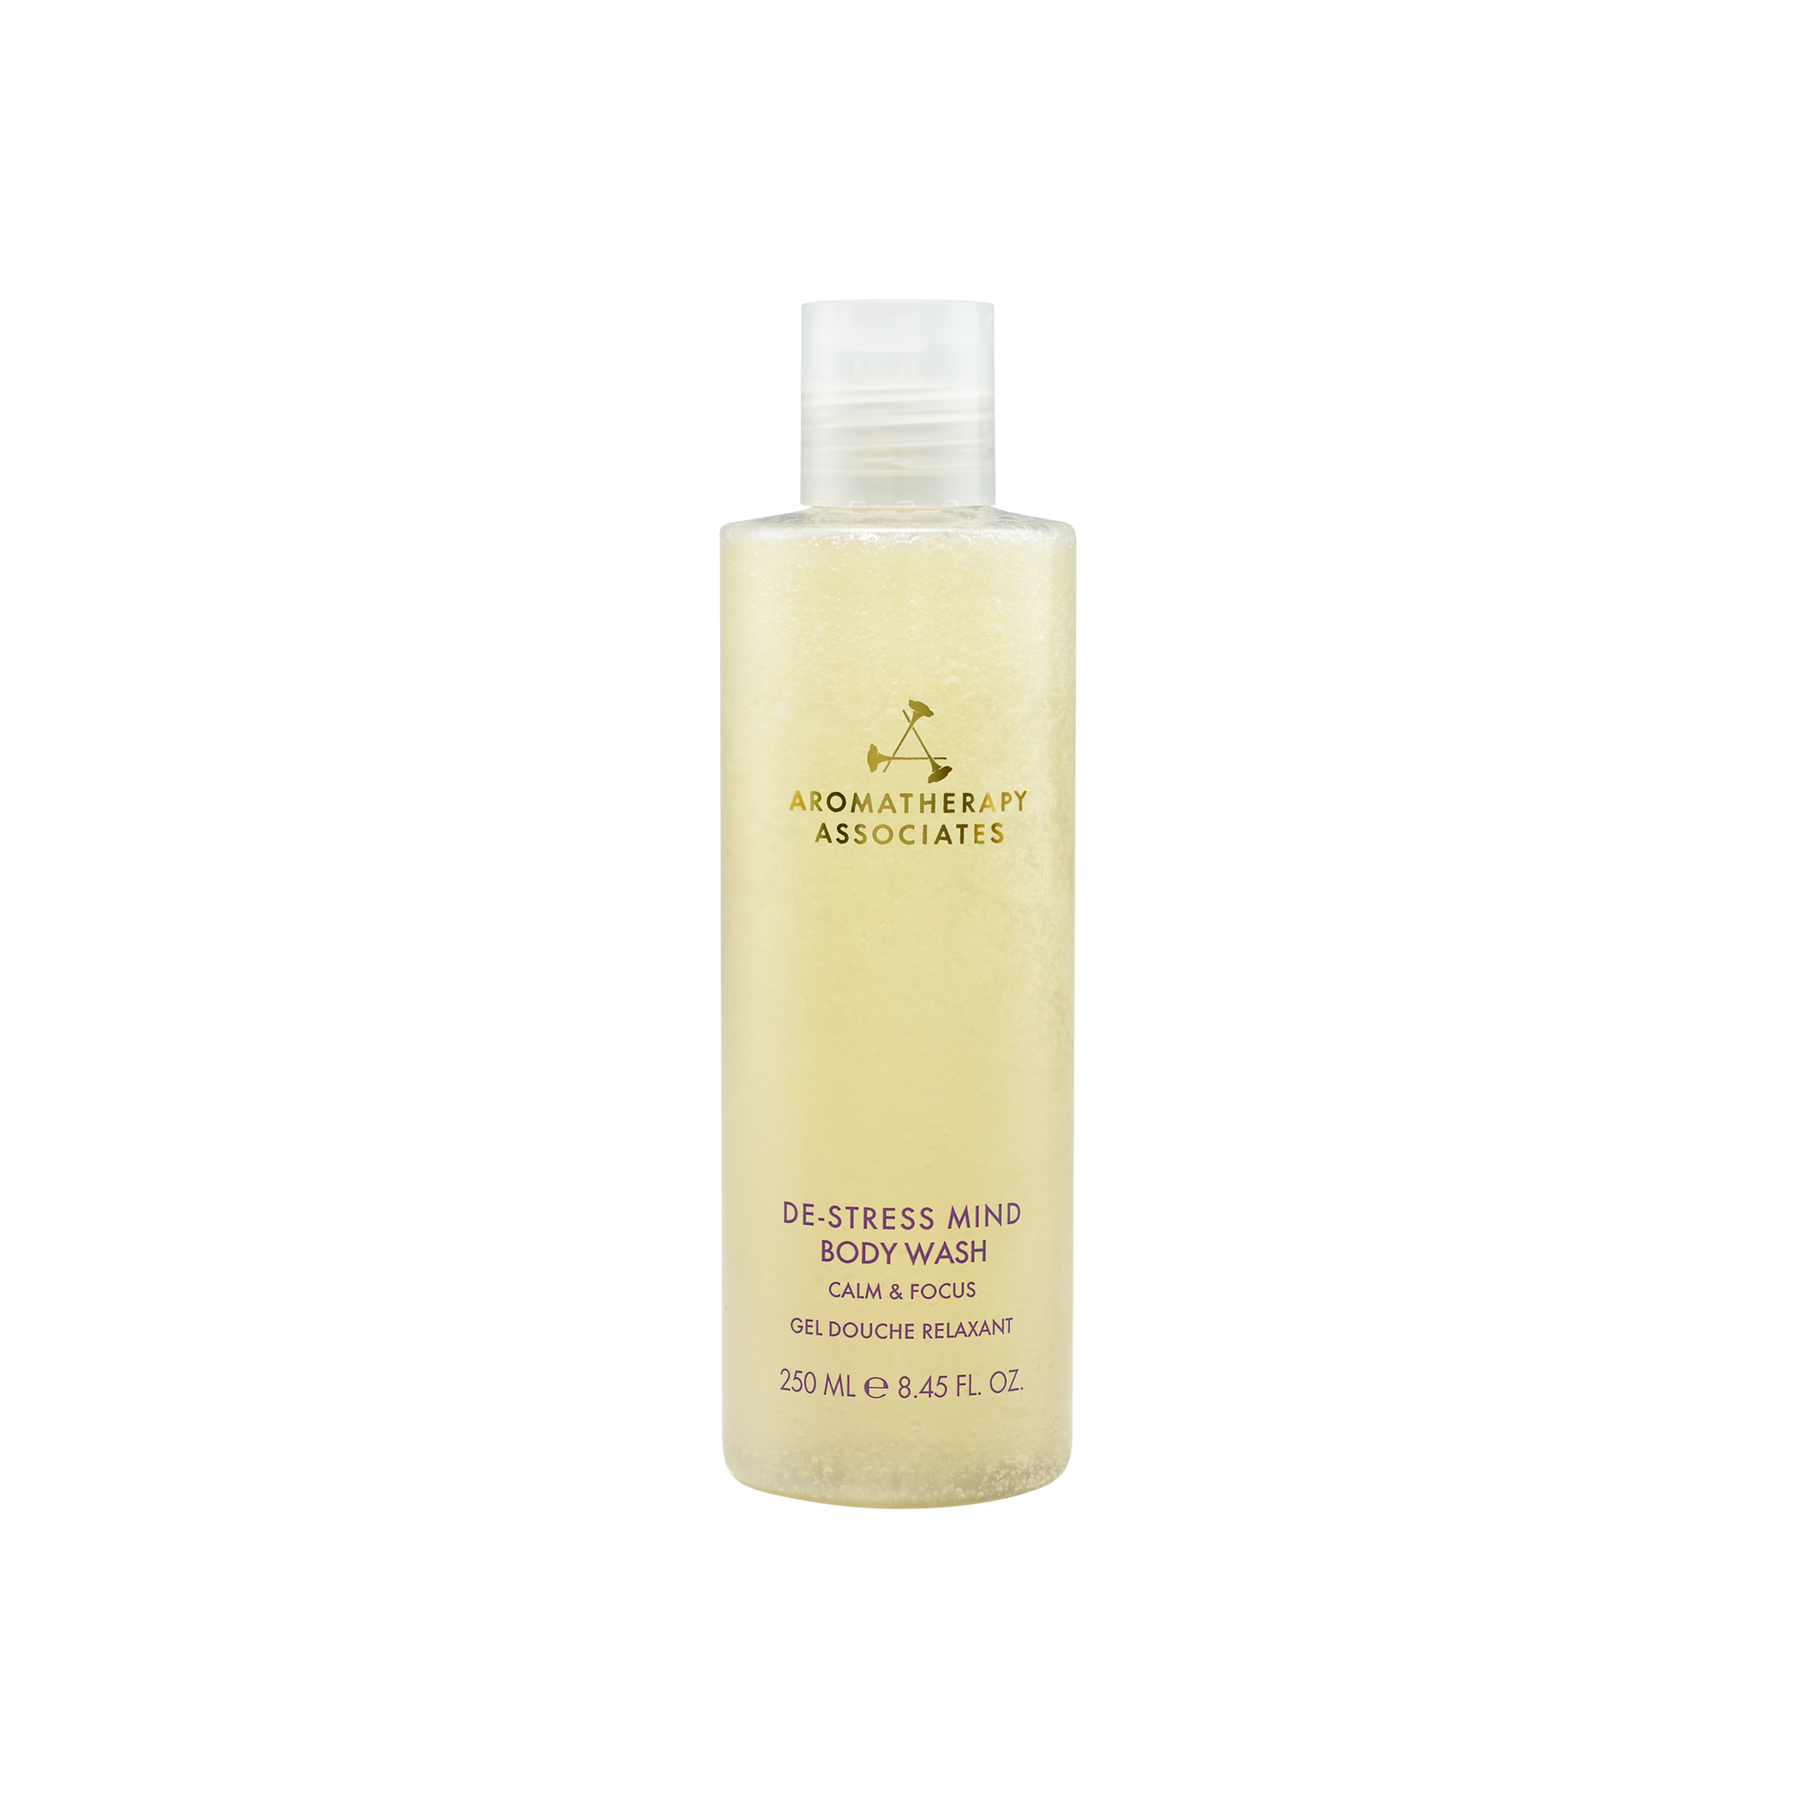 AROMATHERAPY
ASSOCIATES
DE-STRESS MIND
BODY WASH
CALM & FOCUS
GEL DOUCHE RELAXANT
250 ML ℮ 8.45 FL. OZ.